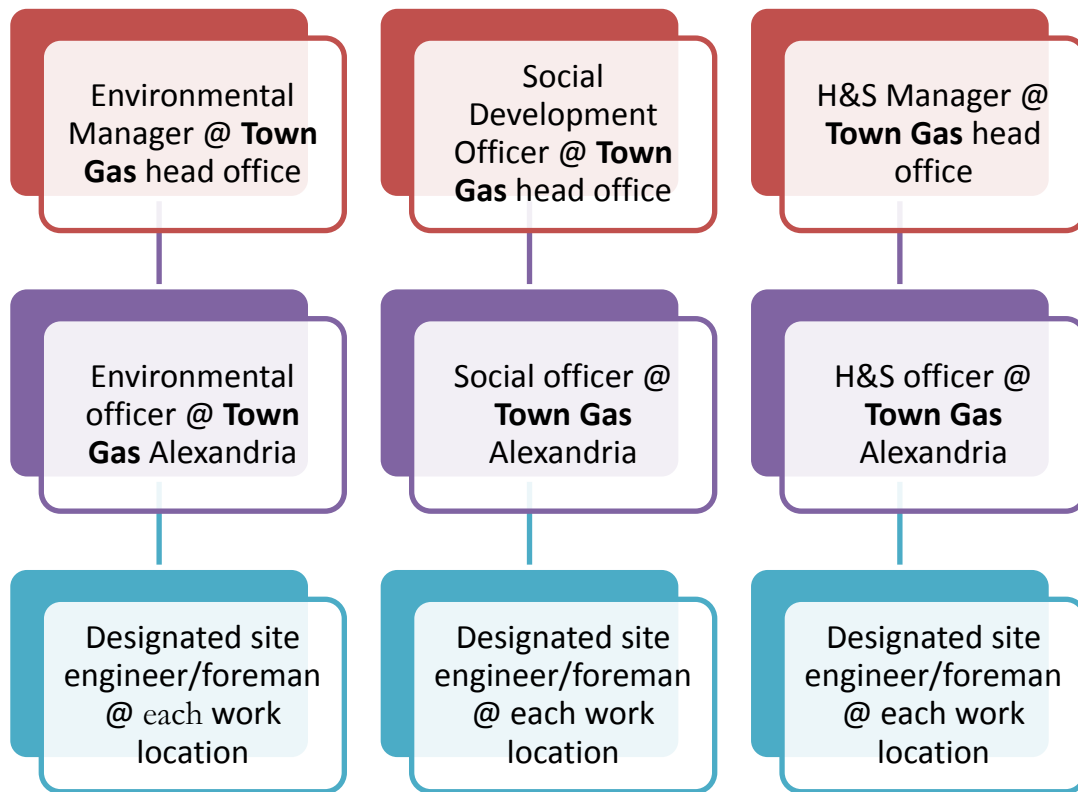 Environmental
Manager @ Town
Gas head office
Social
Development
Officer @ Town
Gas head office
H&S Manager @
Town Gas head
office
Environmental
officer @ Town
Gas Alexandria
Social officer @
Town Gas
Alexandria
H&S officer @
Town Gas
Alexandria
Designated site
engineer/foreman
@ each work
location
Designated site
engineer/foreman
@ each work
location
Designated site
engineer/foreman
@ each work
location